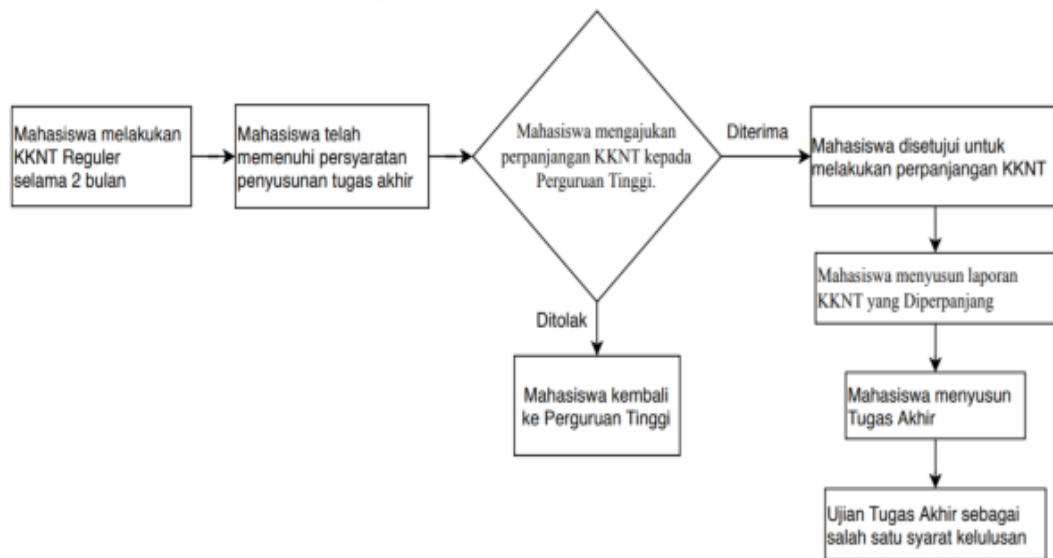 Mahasiswa melakukan
KKNT Reguler
selama 2 bulan
Mahasiswa telah
memenuhi persyaratan
penyusunan tugas akhir
Mahasiswa mengajukan
perpanjangan KKNT kepada
Perguruan Tinggi.
Diterima
Mahasiswa disetujui untuk
melakukan perpanjangan KKNT
Mahasiswa menyusun laporan
KKNT yang Diperpanjang
Ditolak
Mahasiswa kembali
ke Perguruan Tinggi
Mahasiswa menyusun
Tugas Akhir
Ujian Tugas Akhir sebagai
salah satu syarat kelulusan